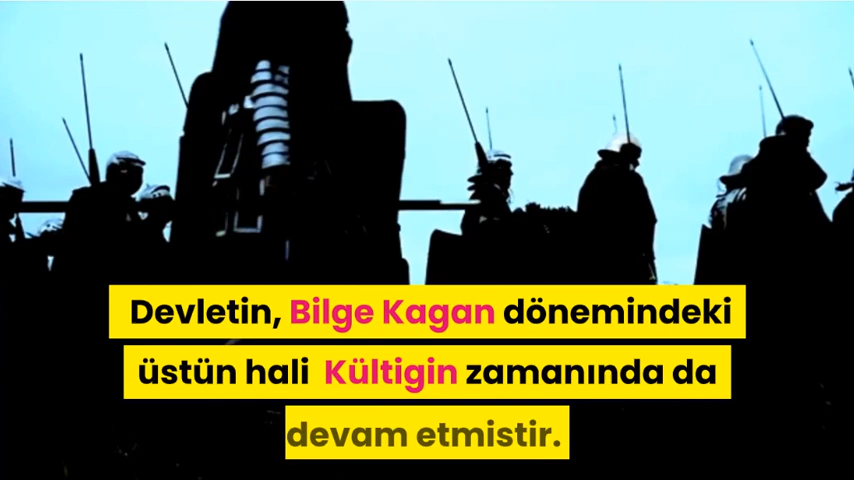 Devletin, Bilge Kagan dönemindeki
üstün hali Kültigin zamanında da
devam etmistir.